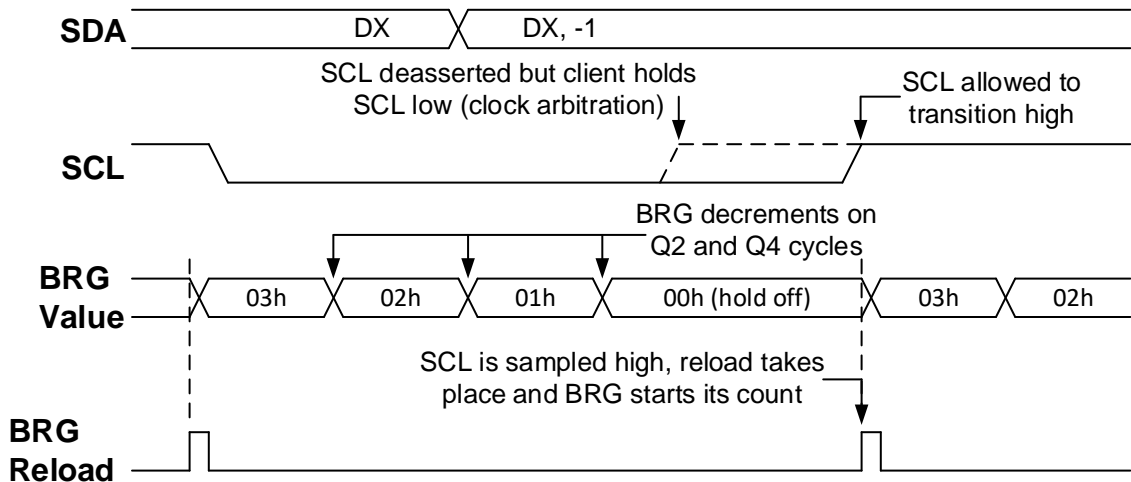 SDA
DX
DX, -1
SCL deasserted but client holds
SCL low (clock arbitration)
SCL allowed to
transition high
SCL
BRG decrements on
Q2 and Q4 cycles
BRG
Value
03h
02h
01h
00h (hold off)
03h
02h
SCL is sampled high, reload takes
place and BRG starts its count
BRG
Reload